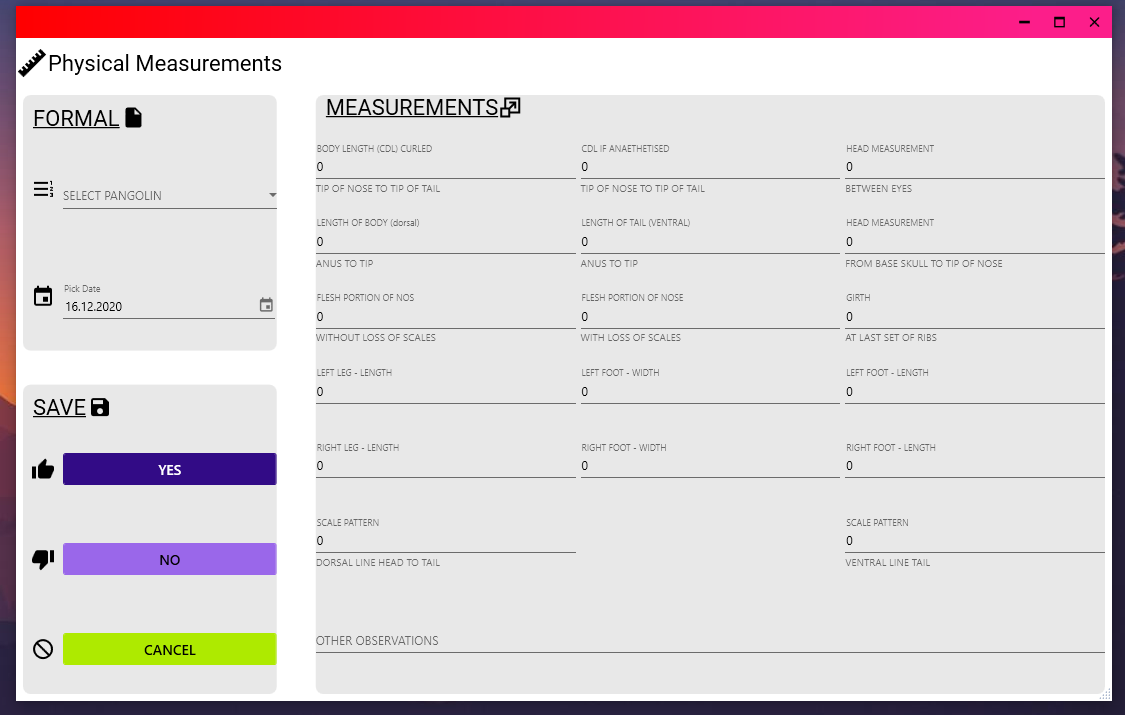 Physical Measurements
FORMAL
SELECT PANGOLIN
Pick Date
16.12.2020
SAVE
YES
NO
CANCEL
MEASUREMENTS
BODY LENGTH (CDL) CURLED CDL IF ANAETHETISED HEAD MEASUREMENT
0 0 0
TIP OF NOSE TO TIP OF TAIL TIP OF NOSE TO TIP OF TAIL BETWEEN EYES
LENGTH OF BODY (dorsal) LENGTH OF TAIL (VENTRAL) HEAD MEASUREMENT
0 0 0
ANUS TO TIP ANUS TO TIP FROM BASE SKULL TO TIP OF NOSE
FLESH PORTION OF NOS FLESH PORTION OF NOSE GIRTH
0 0 0
WITHOUT LOSS OF SCALES WITH LOSS OF SCALES AT LAST SET OF RIBS
LEFT LEG - LENGTH LEFT FOOT - WIDTH LEFT FOOT - LENGTH
0 0 0
RIGHT LEG - LENGTH RIGHT FOOT - WIDTH RIGHT FOOT - LENGTH
0 0 0
SCALE PATTERN SCALE PATTERN
0 0
DORSAL LINE HEAD TO TAIL VENTRAL LINE TAIL
OTHER OBSERVATIONS